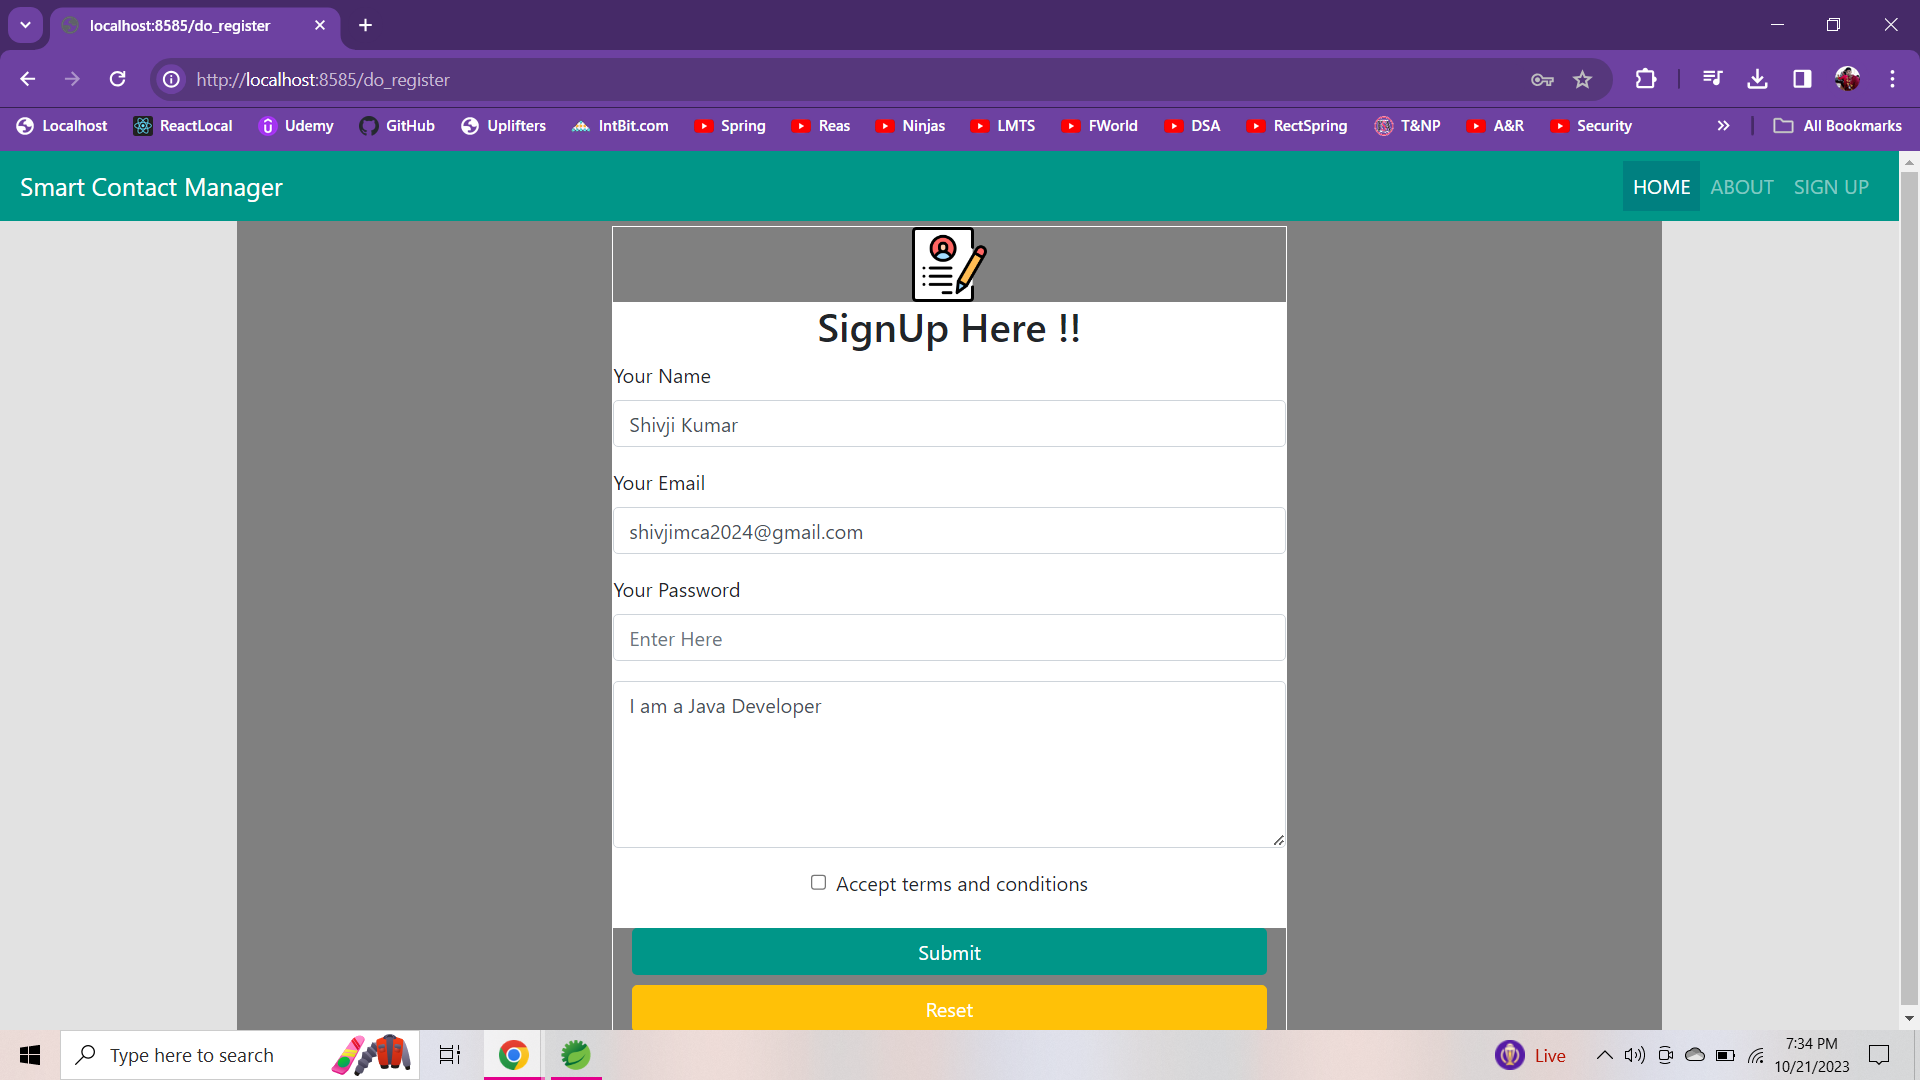 localhost:8585/do_register
http://localhost:8585/do_register
Localhost ReactLocal Udemy GitHub Uplifters IntBit.com Spring Reas Ninjas LMTS FWorld DSA RectSpring T&NP A&R Security All Bookmarks
Smart Contact Manager HOME ABOUT SIGN UP
SignUp Here !!
Your Name
Shivji Kumar
Your Email
shivjimca2024@gmail.com
Your Password
Enter Here
I am a Java Developer
Accept terms and conditions
Submit
Reset
Type here to search Live 7:34 PM
10/21/2023